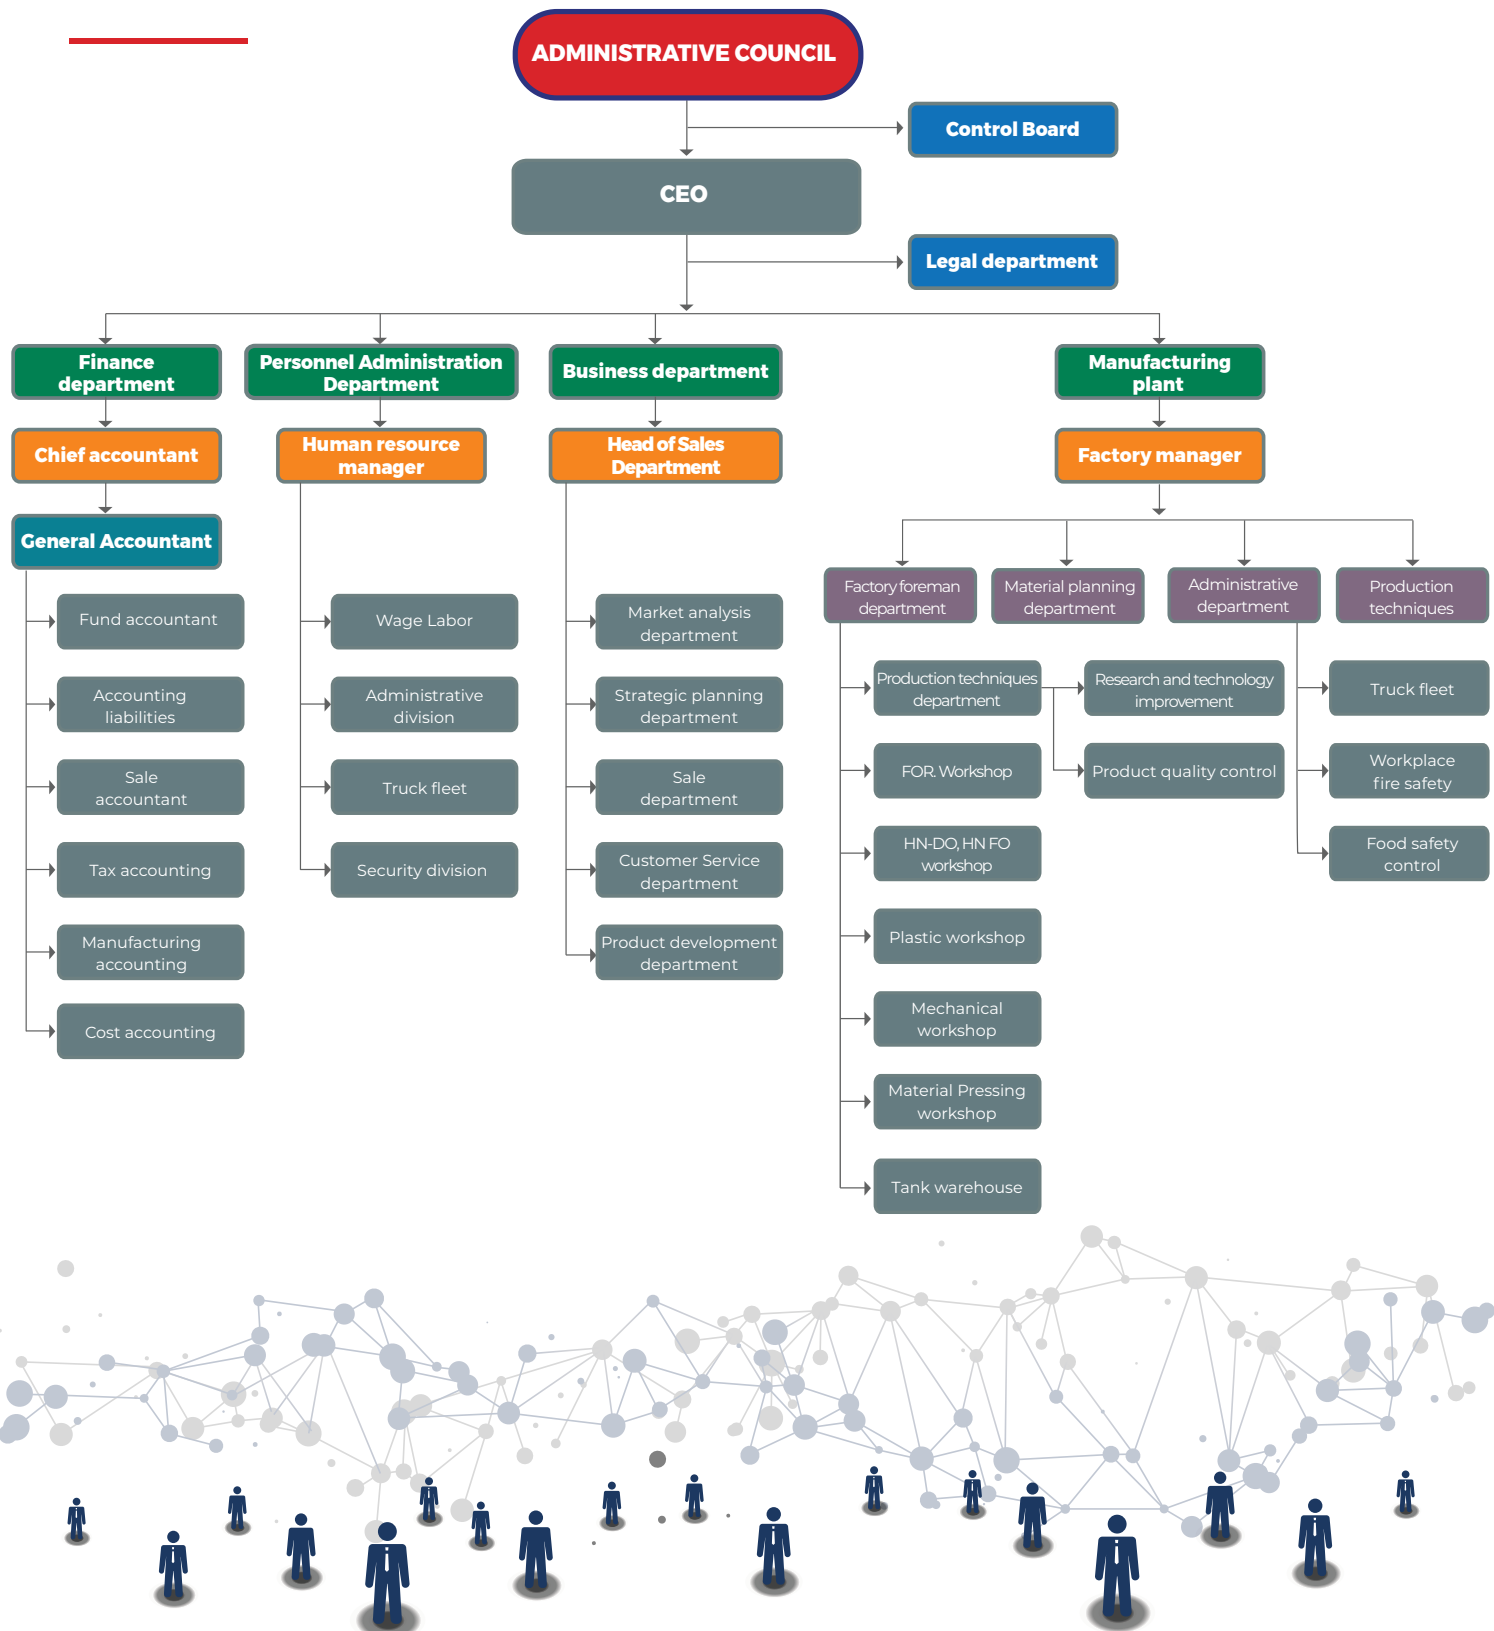 ADMINISTRATIVE COUNCIL
Control Board
CEO
Legal department
Finance
department
Personnel Administration
Department
Business department
Manufacturing
plant
Chief accountant
Human resource
manager
Head of Sales
Department
Factory manager
General Accountant
Factory foreman
department
Material planning
department
Administrative
department
Production
techniques
Fund accountant
Accounting
liabilities
Sale
accountant
Tax accounting
Manufacturing
accounting
Cost accounting
Wage Labor
Administrative
division
Truck fleet
Security division
Market analysis
department
Strategic planning
department
Sale
department
Customer Service
department
Product development
department
Production techniques
department
FOR. Workshop
HN-DO, HN FO
workshop
Plastic workshop
Mechanical
workshop
Material Pressing
workshop
Tank warehouse
Research and technology
improvement
Product quality control
Truck fleet
Workplace
fire safety
Food safety
control